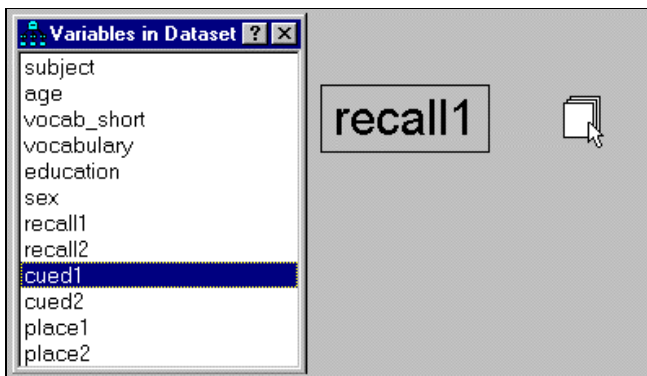 Variables in Dataset ? ×
subject
age
vocab_short
vocabulary
education
sex
recall1
recall2
cued1
cued2
place1
place2
recall1